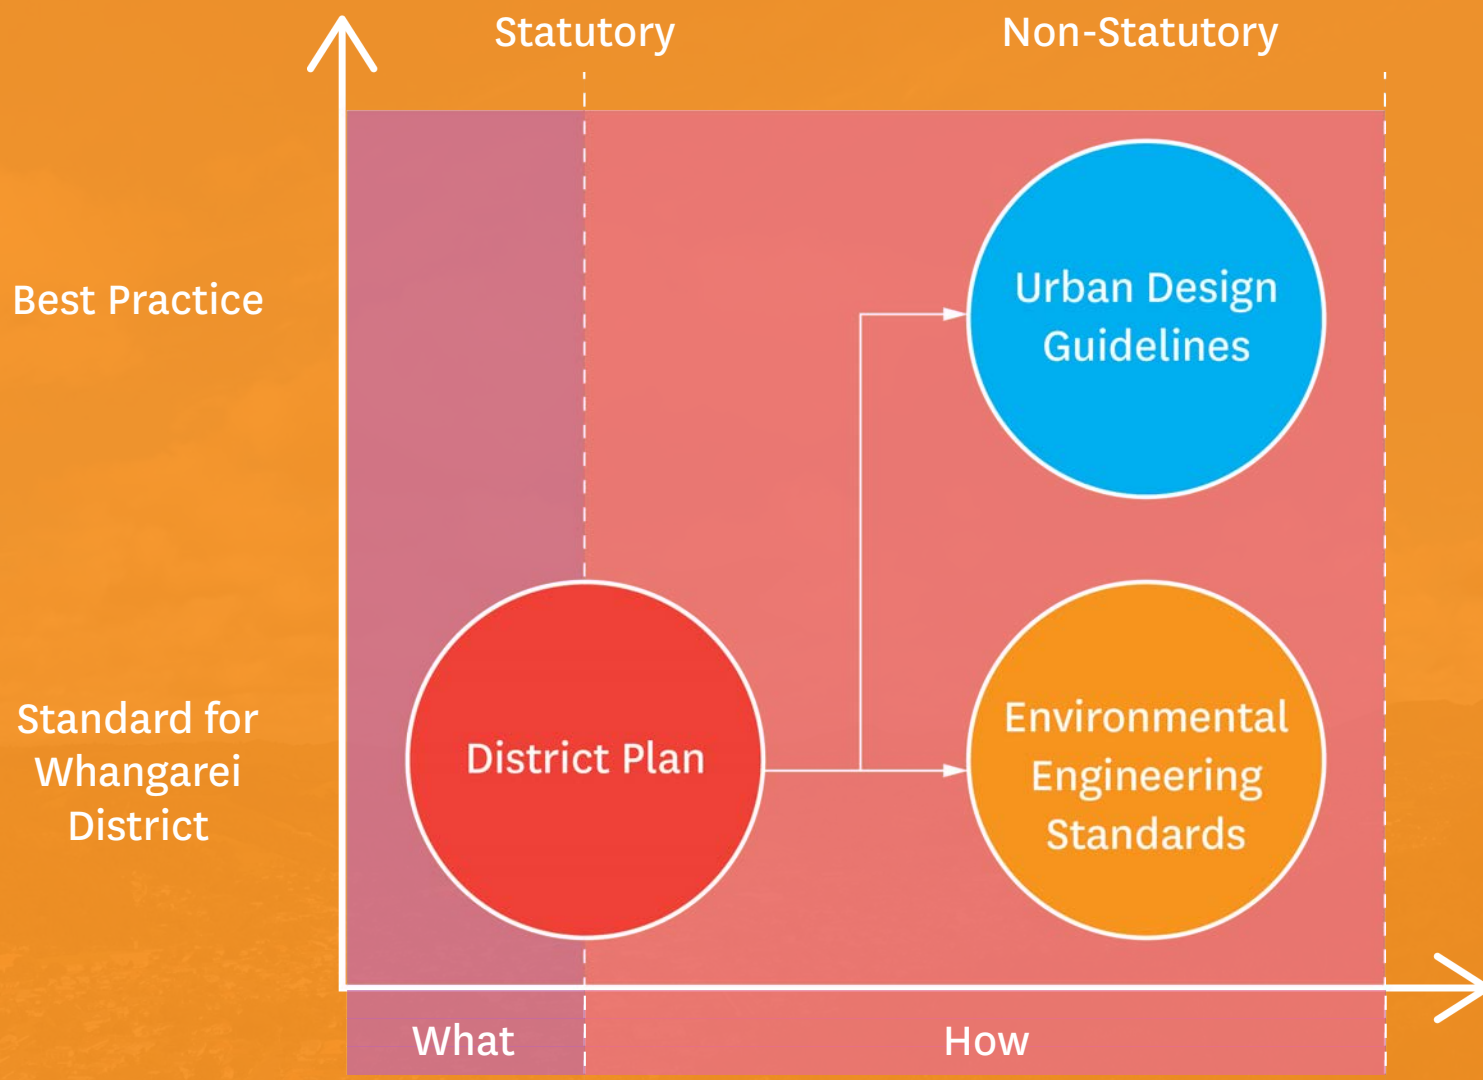 Statutory
Non-Statutory
Best Practice
Urban Design
Guidelines
Standard for
Whangarei
District
District Plan
Environmental
Engineering
Standards
What
How